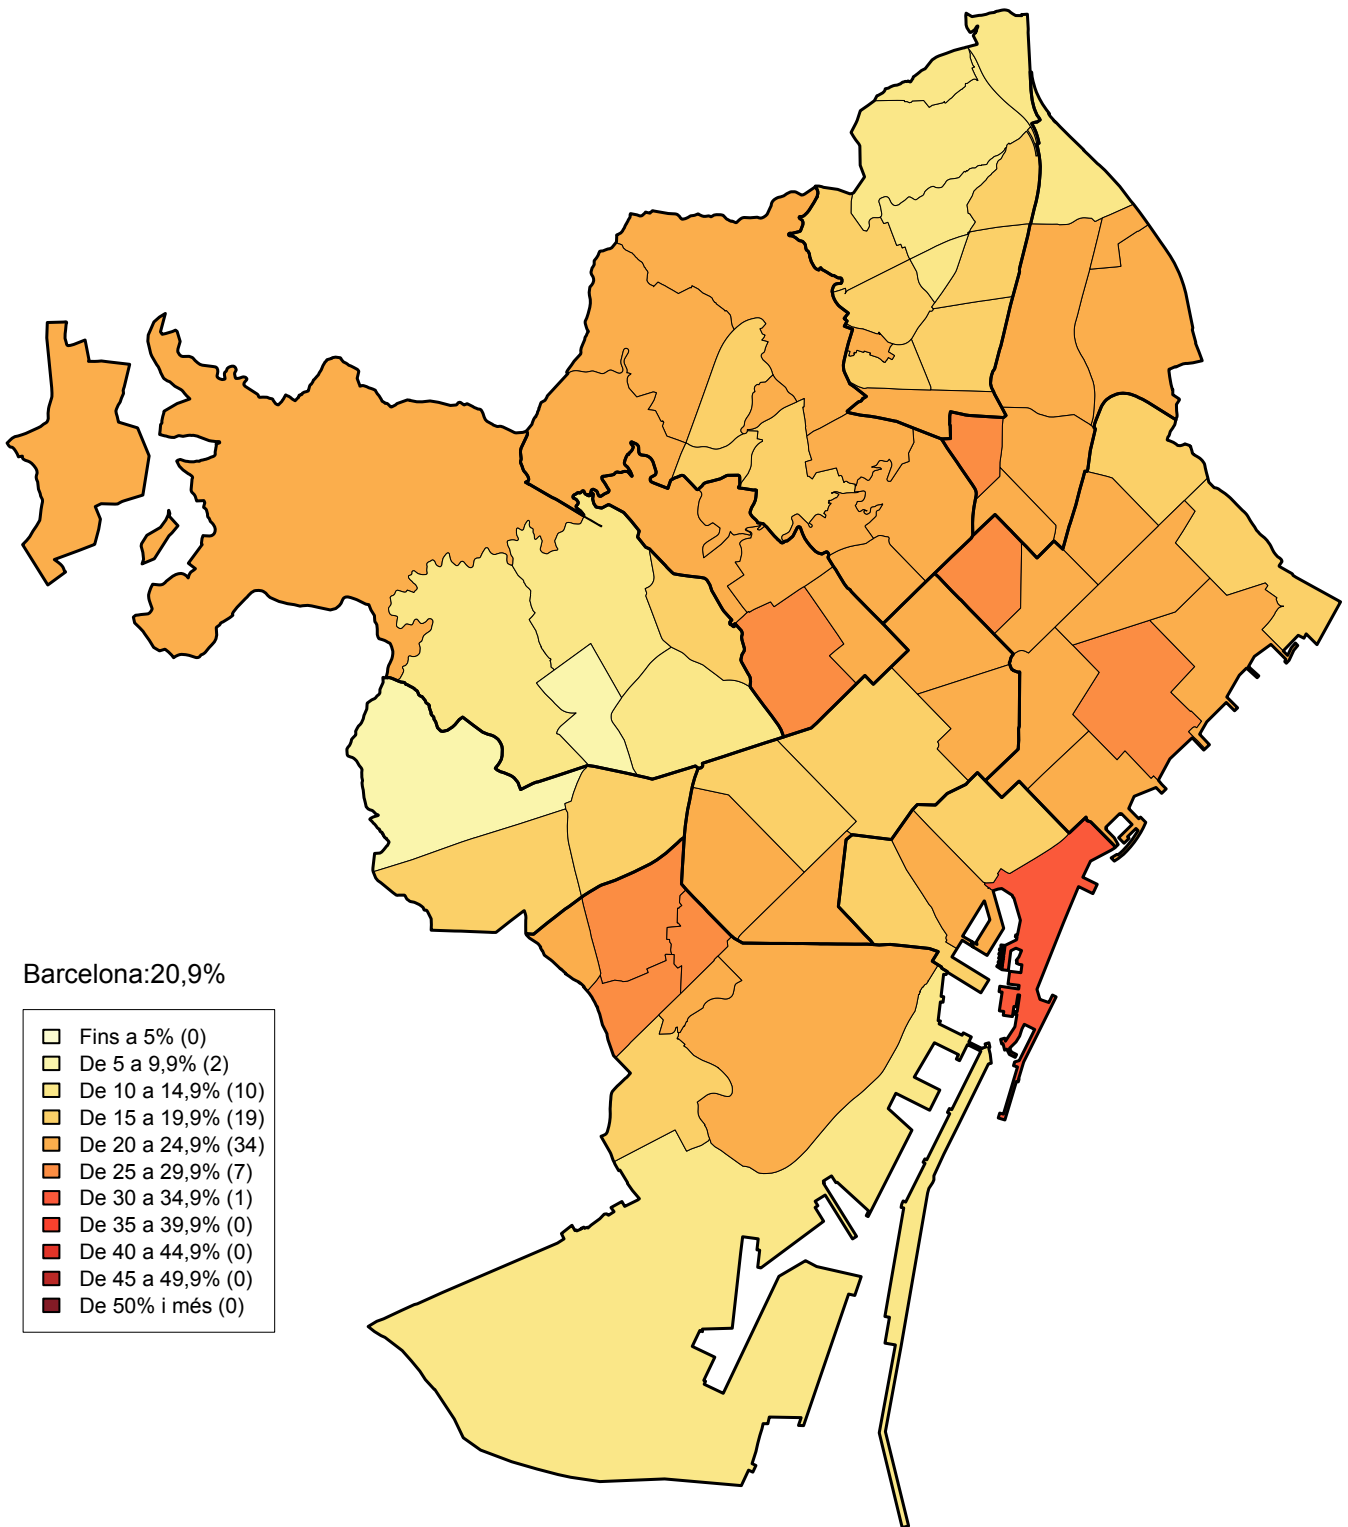 Barcelona:20,9%
Fins a 5% (0)
De 5 a 9,9% (2)
De 10 a 14,9% (10)
De 15 a 19,9% (19)
De 20 a 24,9% (34)
De 25 a 29,9% (7)
De 30 a 34,9% (1)
De 35 a 39,9% (0)
De 40 a 44,9% (0)
De 45 a 49,9% (0)
De 50% i més (0)